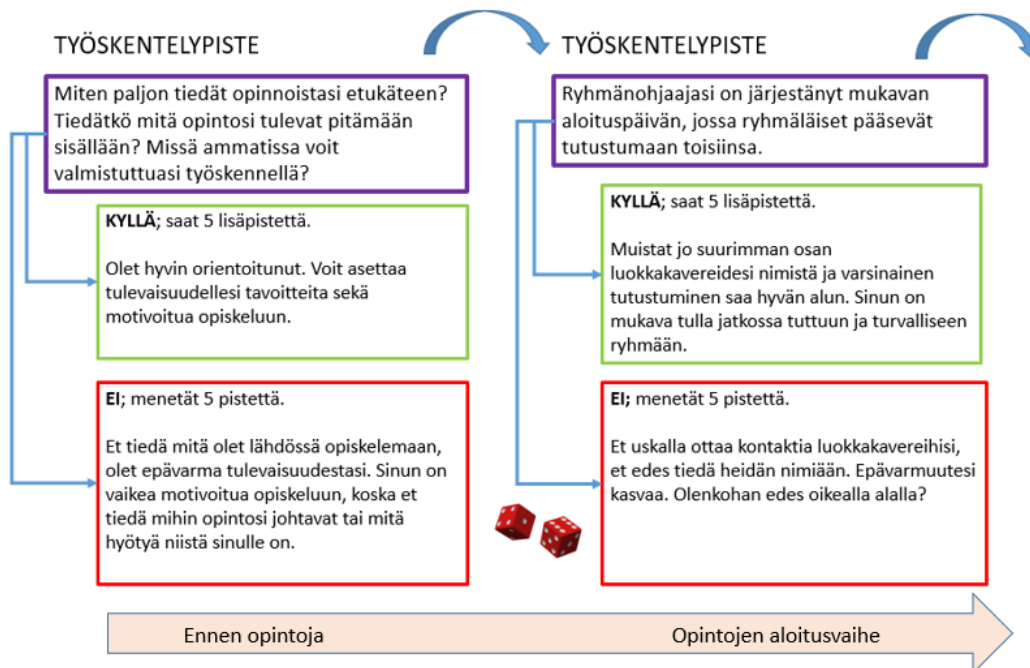 TYÖSKENTELYPISTE
Miten paljon tiedät opinnoistasi etukäteen?
Tiedätkö mitä opintosi tulevat pitämään
sisällään? Missä ammatissa voit
valmistuttuasi työskennellä?
KYLLÄ; saat 5 lisäpistettä.
Olet hyvin orientoitunut. Voit asettaa
tulevaisuudellesi tavoitteita sekä
motivoitua opiskeluun.
EI; menetät 5 pistettä.
Et tiedä mitä olet lähdössä opiskelemaan,
olet epävarma tulevaisuudestasi. Sinun on
vaikea motivoitua opiskeluun, koska et
tiedä mihin opintosi johtavat tai mitä
hyötyä niistä sinulle on.
TYÖSKENTELYPISTE
Ryhmänohjaajasi on järjestänyt mukavan
aloituspäivän, jossa ryhmäläiset pääsevät
tutustumaan toisiinsa.
KYLLÄ; saat 5 lisäpistettä.
Muistat jo suurimman osan
luokkakavereidesi nimistä ja varsinainen
tutustuminen saa hyvän alun. Sinun on
mukava tulla jatkossa tuttuun ja turvalliseen
ryhmään.
EI; menetät 5 pistettä.
Et uskalla ottaa kontaktia luokkakavereihisi,
et edes tiedä heidän nimiään. Epävarmuutesi
kasvaa. Olenkohan edes oikealla alalla?
Ennen opintoja
Opintojen aloitusvaihe